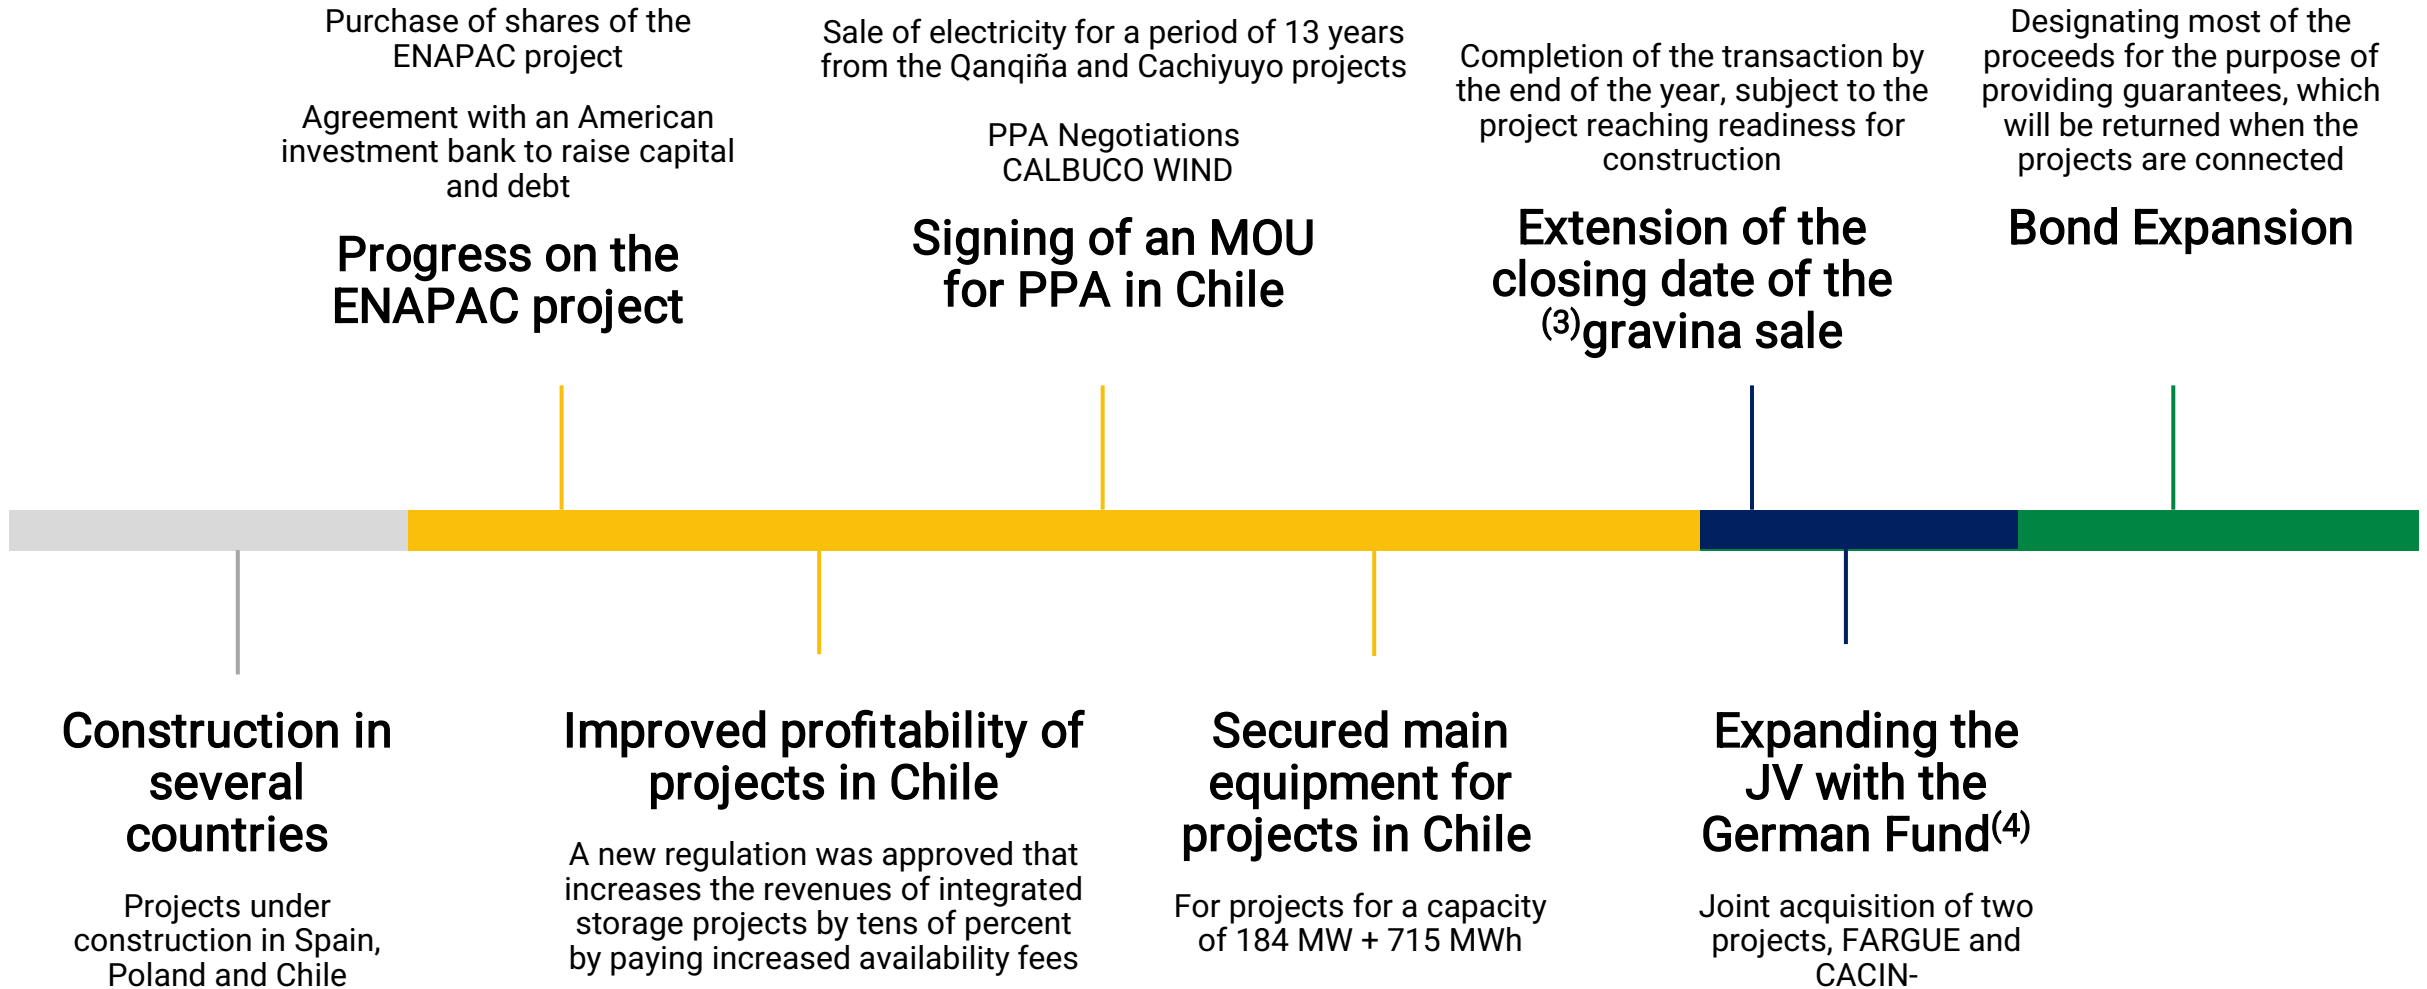 Purchase of shares of the
ENAPAC project
Agreement with an American
investment bank to raise capital
and debt
Progress on the
ENAPAC project
Sale of electricity for a period of 13 years
from the Qanqiña and Cachiyuyo projects
PPA Negotiations
CALBUCO WIND
Signing of an MOU
for PPA in Chile
Completion of the transaction by
the end of the year, subject to the
project reaching readiness for
construction
Extension of the
closing date of the
(3)gravina sale
Designating most of the
proceeds for the purpose of
providing guarantees, which
will be returned when the
projects are connected
Bond Expansion
Construction in
several
countries
Projects under
construction in Spain,
Poland and Chile
Improved profitability of
projects in Chile
A new regulation was approved that
increases the revenues of integrated
storage projects by tens of percent
by paying increased availability fees
Secured main
equipment for
projects in Chile
For projects for a capacity
of 184 MW + 715 MWh
Expanding the
JV with the
German Fund(4)
Joint acquisition of two
projects, FARGUE and
CACIN-